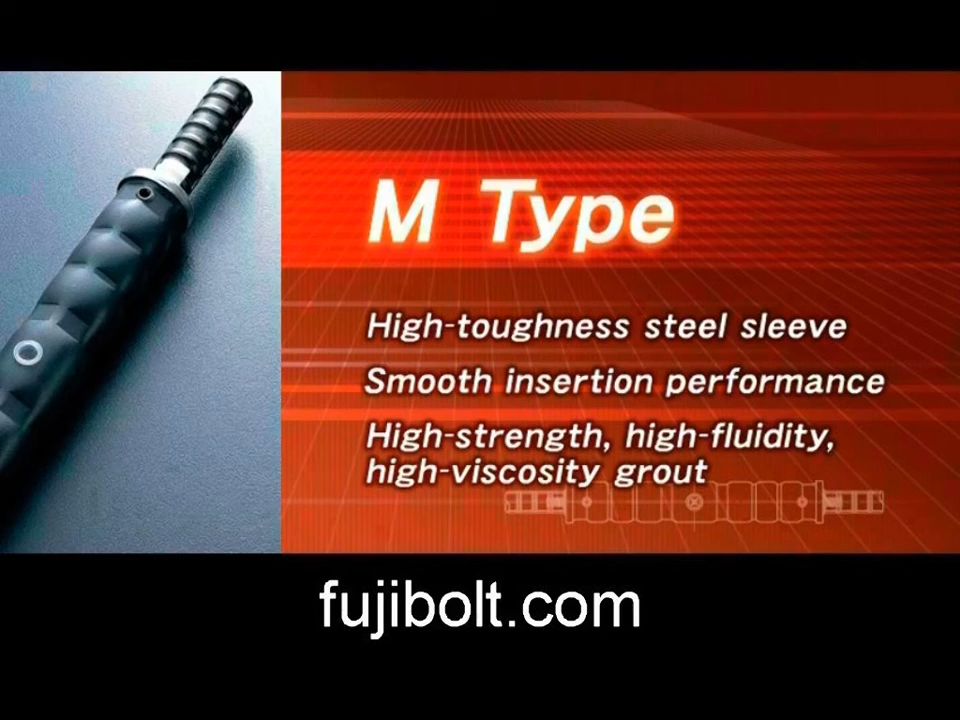 M Type
High-toughness steel sleeve
Smooth insertion performance
High-strength, high-fluidity,
high-viscosity grout
fujibolt.com